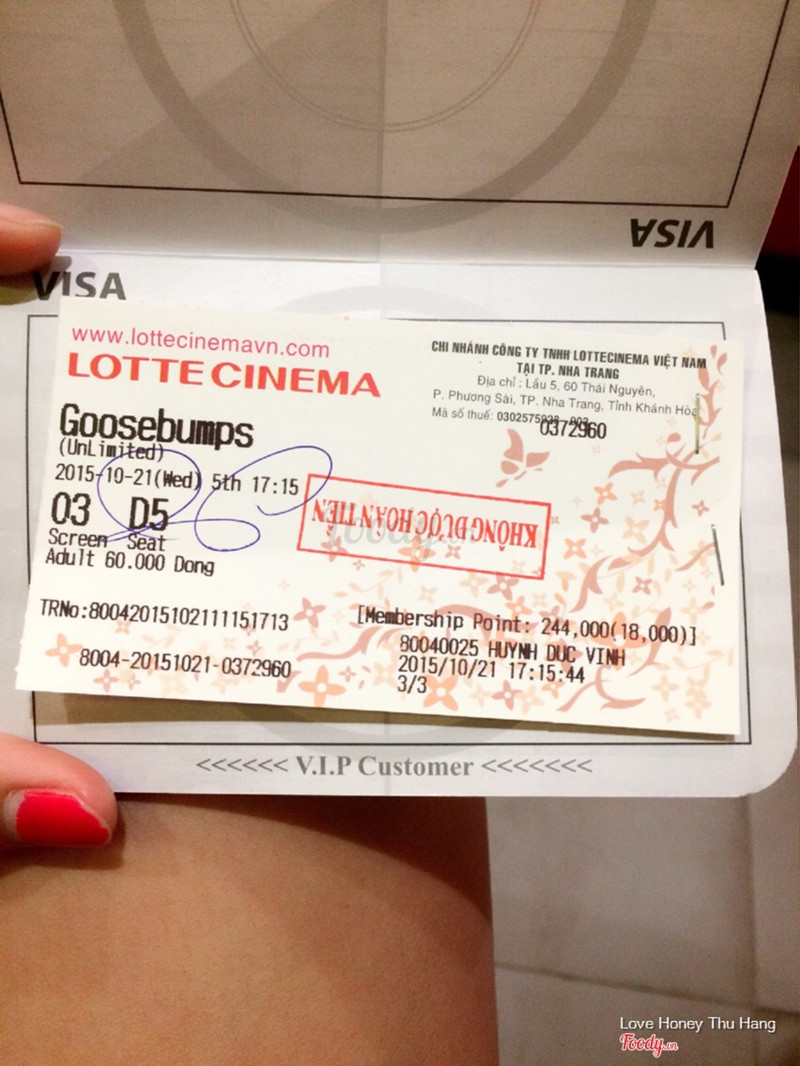 VISA
VISA
www.lottecinemavn.com
LOTTE CINEMA
CHI NHÁNH CÔNG TY TNHH LOTTECINEMA VIỆT NAM
TẠI TP. NHA TRANG
Địa chỉ : Lầu 5, 60 Thái Nguyên,
P. Phương Sài, TP. Nha Trang, Tỉnh Khánh Hòa
Mã số thuế:
0372960
Goosebumps
(UnLimited)
2015-10-21(Wed) 5th 17:15
03 D5
Screen Seat
Adult 60.000 Dong
KHÔNG ĐƯỢC HOÀN TIỀN
TRNo:80042015102111151713
8004-20151021-0372960
[Membership Point: 244,000(18,000)]
80040025 HUYNH DUC VINH
2015/10/21 17:15:44
3/3
<<<<<< V.I.P Customer <<<<<<<
Love Honey Thu Hang
Foody.vn